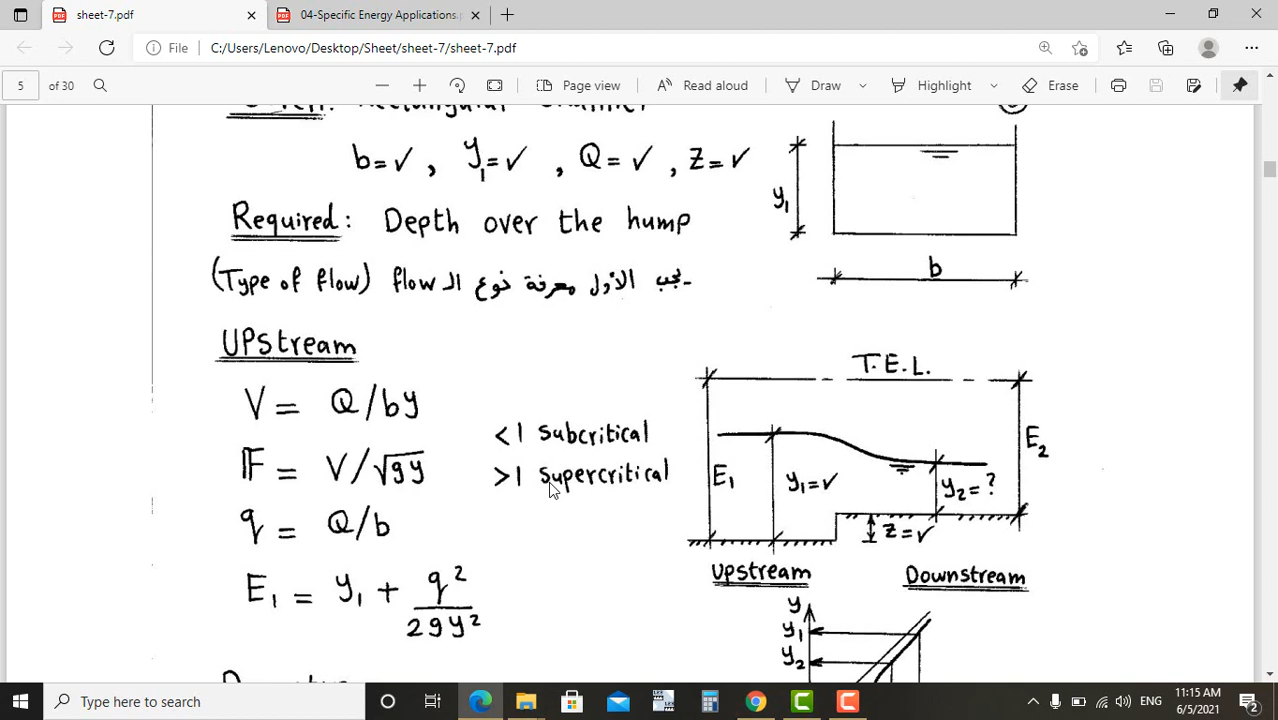 sheet-7.pdf
04-Specific Energy Applications.
File
C:/Users/Lenovo/Desktop/Sheet/sheet-7/sheet-7.pdf
5 of 30
Page view
Read aloud
Draw
Highlight
Erase
b=✓ , y₁=✓ , Q=✓ , Z=✓
y₁
b
Required: Depth over the hump
(Type of flow) flow يجب الأول معرفة نوع الـ
UPstream
V = Q/by
F = V/√gy
<1 subcritical
>1 supercritical
q = Q/b
E₁ = y₁ + q²/2gy²
T.E.L.
E₁
y₁=✓
y₂=?
E₂
Z=✓
Upstream
Downstream
y
y₁
y₂
Type here to search
ENG
11:15 AM
6/5/2021